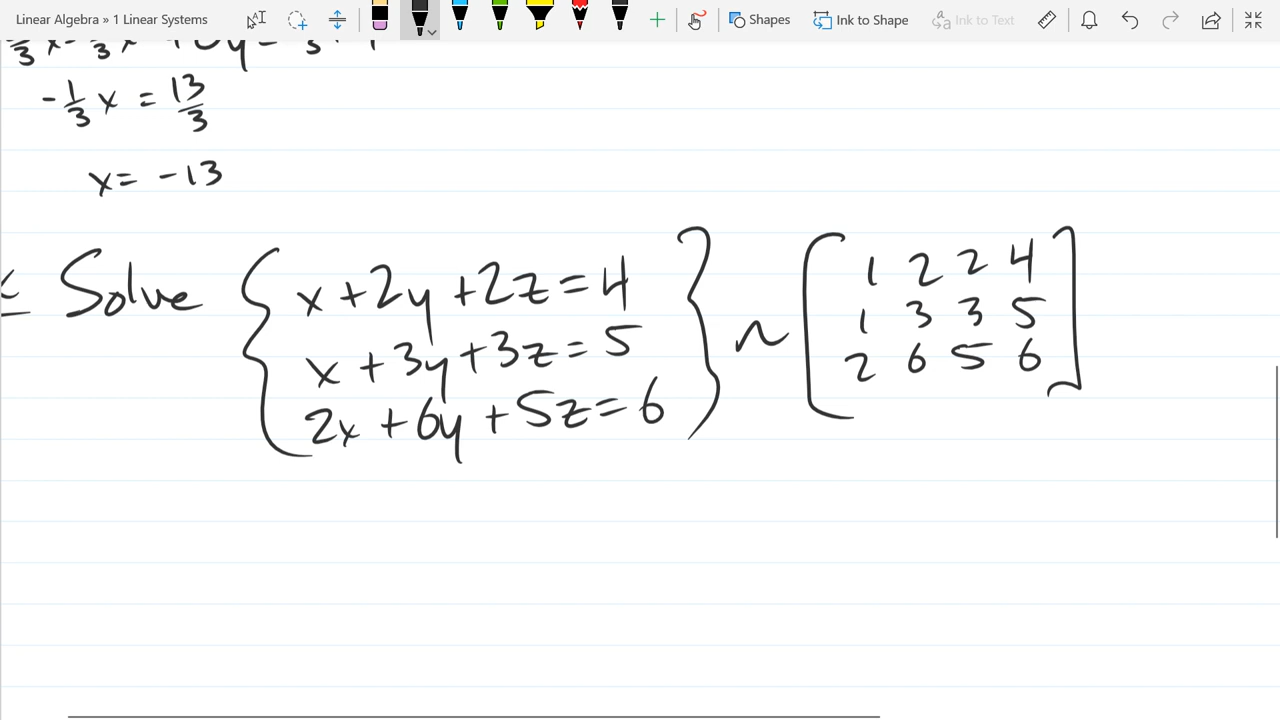 Linear Algebra » 1 Linear Systems
Shapes
Ink to Shape
Ink to Text
-1/3 x = 13/3
x = -13
Solve { x + 2y + 2z = 4
x + 3y + 3z = 5
2x + 6y + 5z = 6 } ~ [ 1 2 2 4
1 3 3 5
2 6 5 6 ]